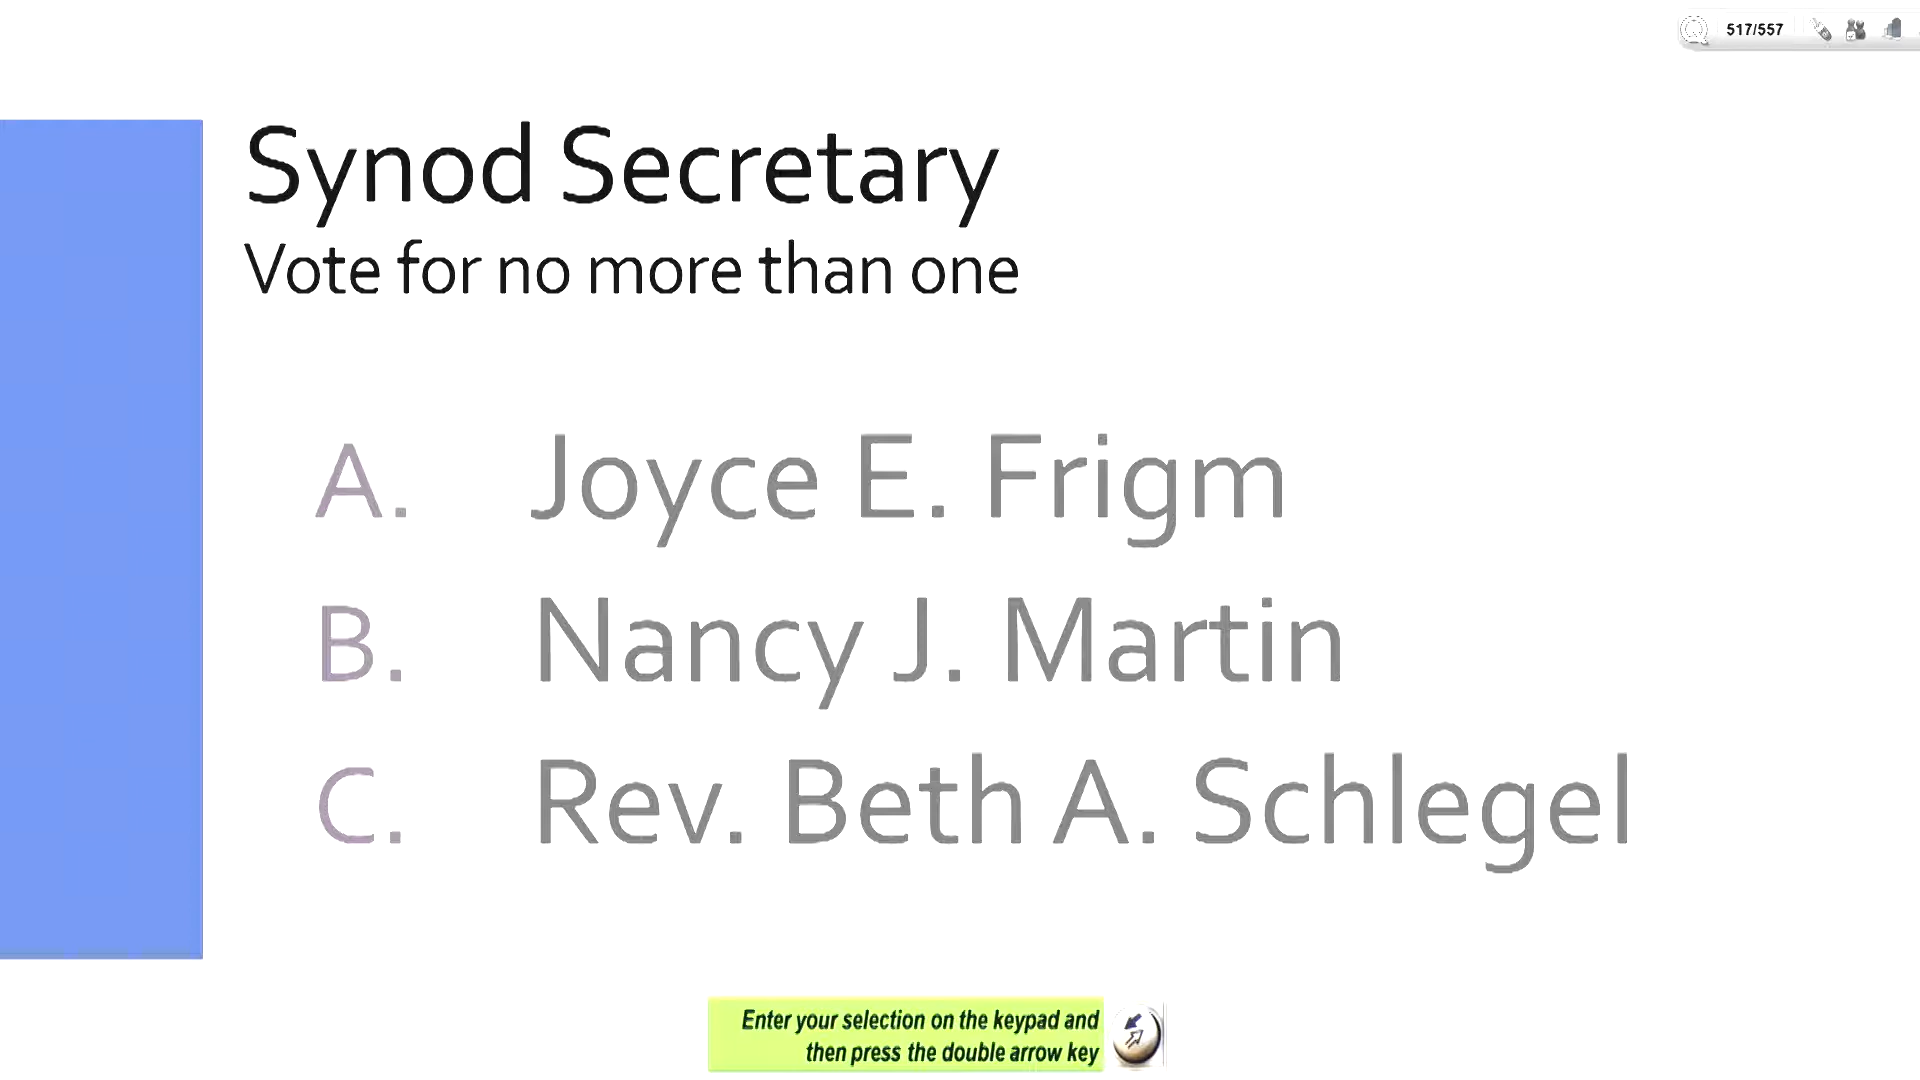 517/557
Synod Secretary
Vote for no more than one
A. Joyce E. Frigm
B. Nancy J. Martin
C. Rev. Beth A. Schlegel
Enter your selection on the keypad and
then press the double arrow key